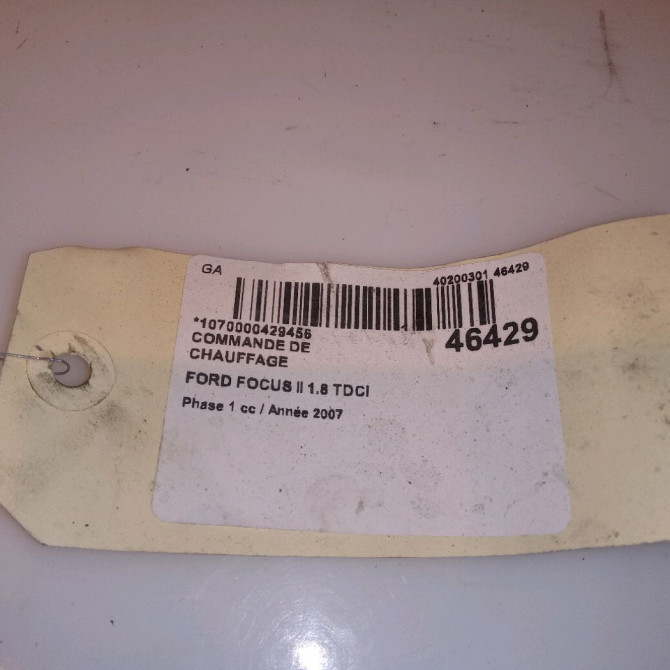 GA
40200301 46429
*1070000429456
46429
COMMANDE DE
CHAUFFAGE
FORD FOCUS II 1.8 TDCI
Phase 1 cc / Année 2007